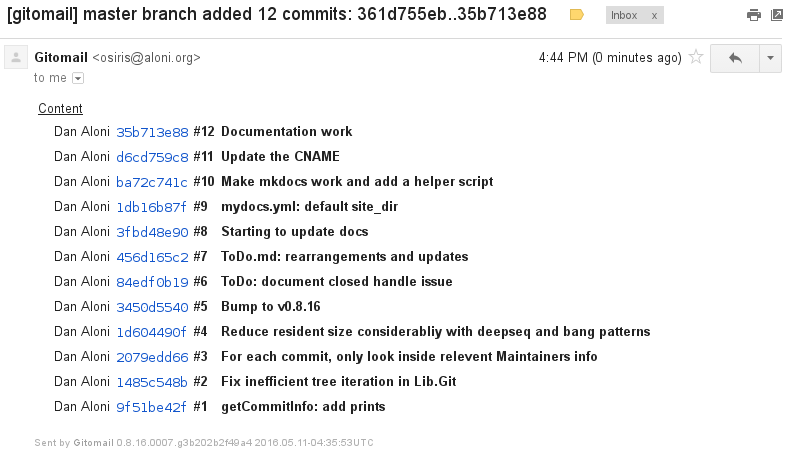 [gitomail] master branch added 12 commits: 361d755eb..35b713e88 Inbox x
Gitomail <osiris@aloni.org> 4:44 PM (0 minutes ago)
to me
Content
Dan Aloni 35b713e88 #12 Documentation work
Dan Aloni d6cd759c8 #11 Update the CNAME
Dan Aloni ba72c741c #10 Make mkdocs work and add a helper script
Dan Aloni 1db16b87f #9 mydocs.yml: default site_dir
Dan Aloni 3fbd48e90 #8 Starting to update docs
Dan Aloni 456d165c2 #7 ToDo.md: rearrangements and updates
Dan Aloni 84edf0b19 #6 ToDo: document closed handle issue
Dan Aloni 3450d5540 #5 Bump to v0.8.16
Dan Aloni 1d604490f #4 Reduce resident size considerabliy with deepseq and bang patterns
Dan Aloni 2079edd66 #3 For each commit, only look inside relevent Maintainers info
Dan Aloni 1485c548b #2 Fix inefficient tree iteration in Lib.Git
Dan Aloni 9f51be42f #1 getCommitInfo: add prints
Sent by Gitomail 0.8.16.0007.g3b202b2f49a4 2016.05.11-04:35:53UTC